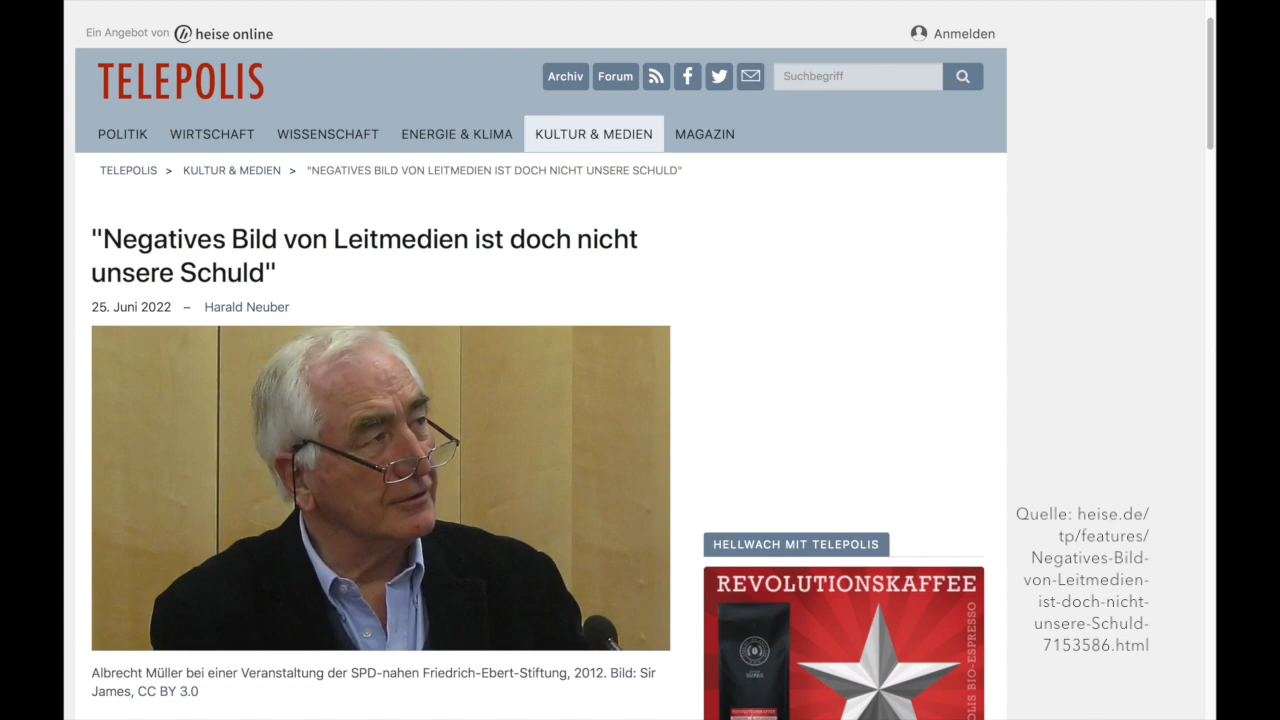 Ein Angebot von heise online
Anmelden
TELEPOLIS
Archiv
Forum
Suchbegriff
POLITIK WIRTSCHAFT WISSENSCHAFT ENERGIE & KLIMA KULTUR & MEDIEN MAGAZIN
TELEPOLIS > KULTUR & MEDIEN > "NEGATIVES BILD VON LEITMEDIEN IST DOCH NICHT UNSERE SCHULD"
"Negatives Bild von Leitmedien ist doch nicht
unsere Schuld"
25. Juni 2022 – Harald Neuber
Albrecht Müller bei einer Veranstaltung der SPD-nahen Friedrich-Ebert-Stiftung, 2012. Bild: Sir
James, CC BY 3.0
HELLWACH MIT TELEPOLIS
REVOLUTIONSKAFFEE
OLIS BIO-ESPRESSO
Quelle: heise.de/
tp/features/
Negatives-Bild-
von-Leitmedien-
ist-doch-nicht-
unsere-Schuld-
7153586.html